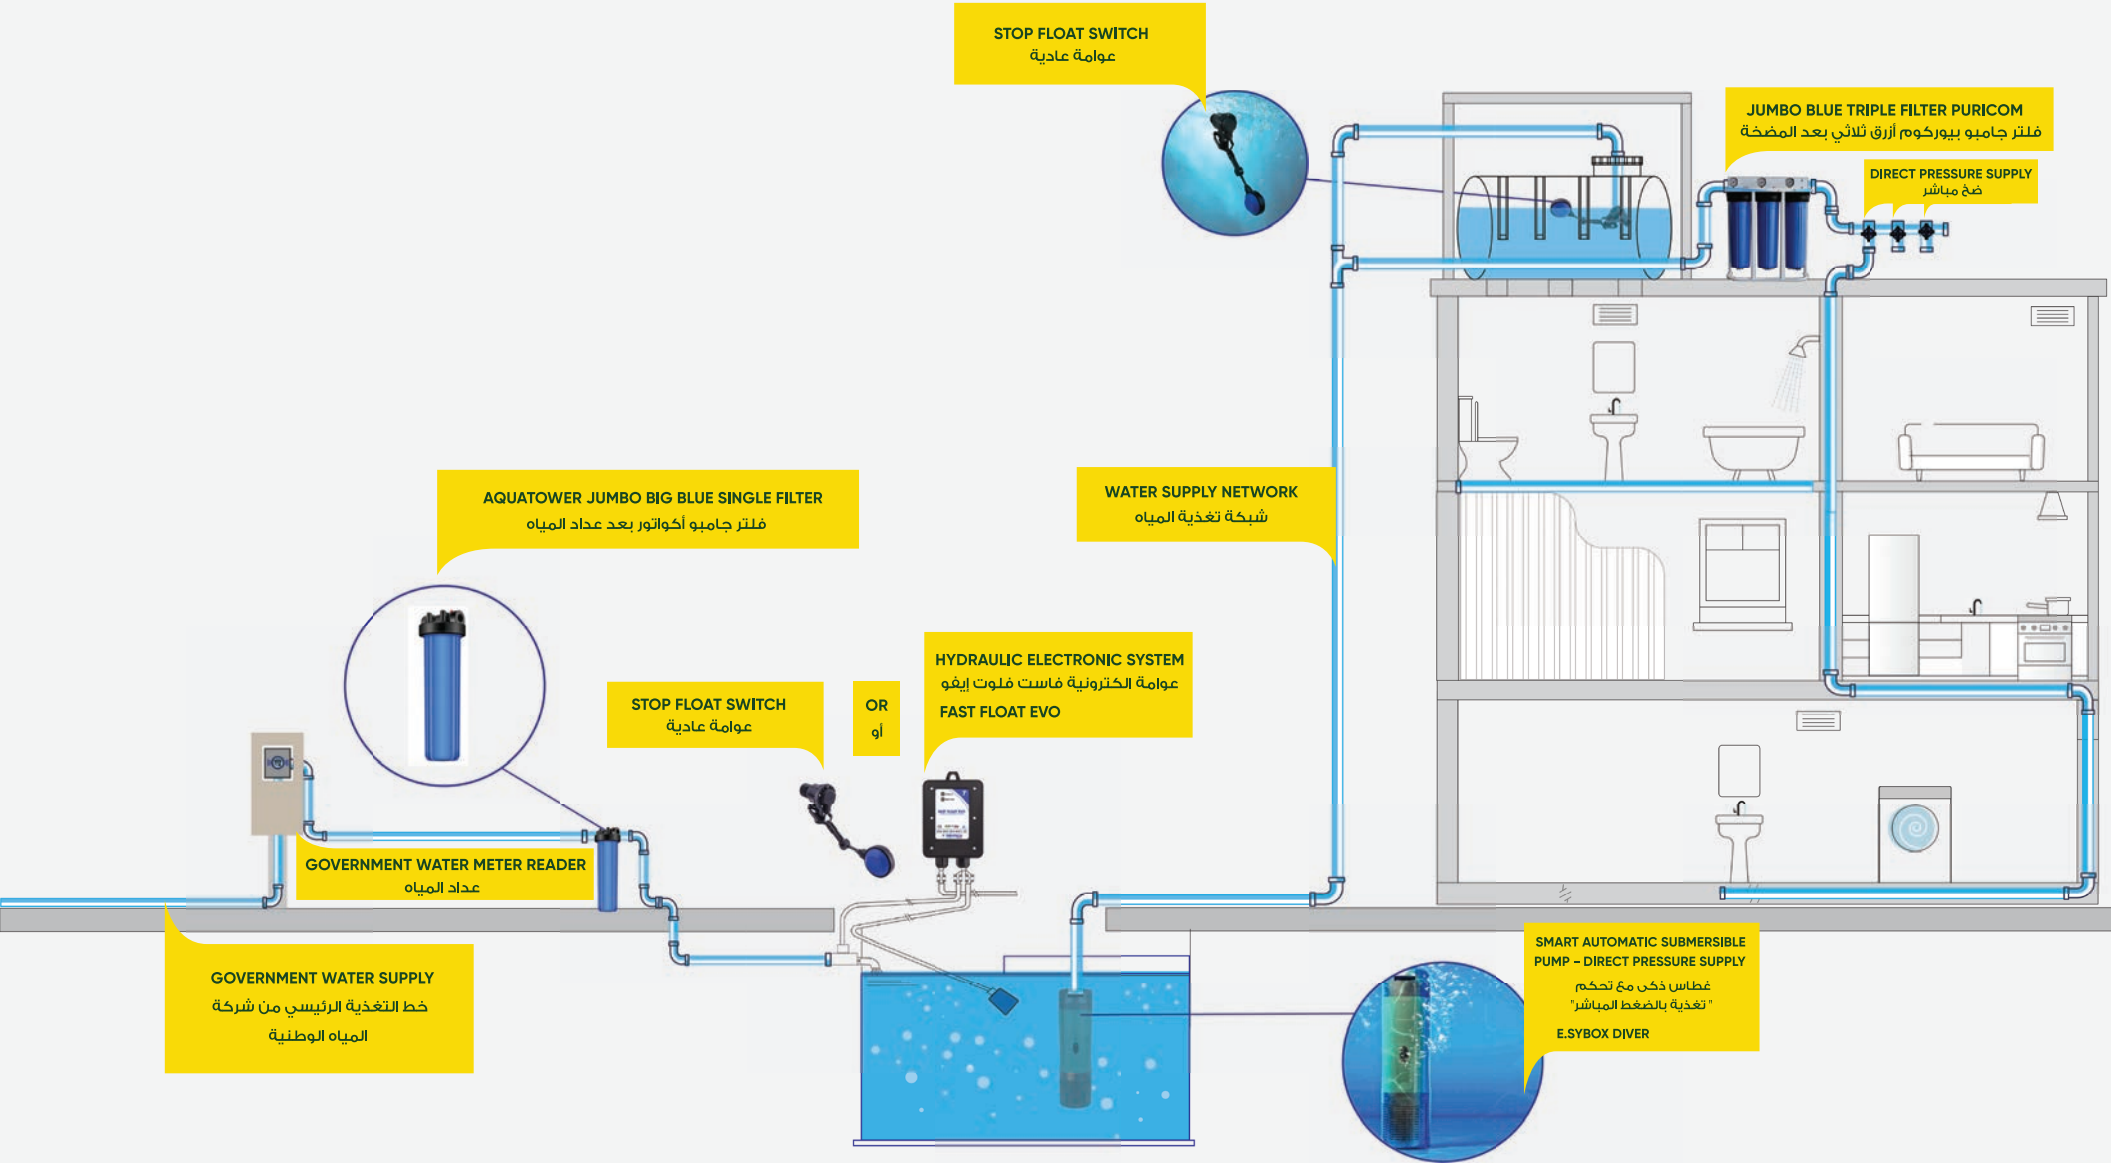 STOP FLOAT SWITCH
عوامة عادية
JUMBO BLUE TRIPLE FILTER PURICOM
فلتر جامبو بيوركوم أزرق ثلاثي بعد المضخة
DIRECT PRESSURE SUPPLY
ضخ مباشر
AQUATOWER JUMBO BIG BLUE SINGLE FILTER
فلتر جامبو أكواتور بعد عداد المياه
WATER SUPPLY NETWORK
شبكة تغذية المياه
STOP FLOAT SWITCH
عوامة عادية
OR
أو
HYDRAULIC ELECTRONIC SYSTEM
عوامة الكترونية فاست فلوت إيفو
FAST FLOAT EVO
GOVERNMENT WATER METER READER
عداد المياه
GOVERNMENT WATER SUPPLY
خط التغذية الرئيسي من شركة
المياه الوطنية
SMART AUTOMATIC SUBMERSIBLE
PUMP - DIRECT PRESSURE SUPPLY
غطاس ذكى مع تحكم
"تغذية بالضغط المباشر"
E.SYBOX DIVER